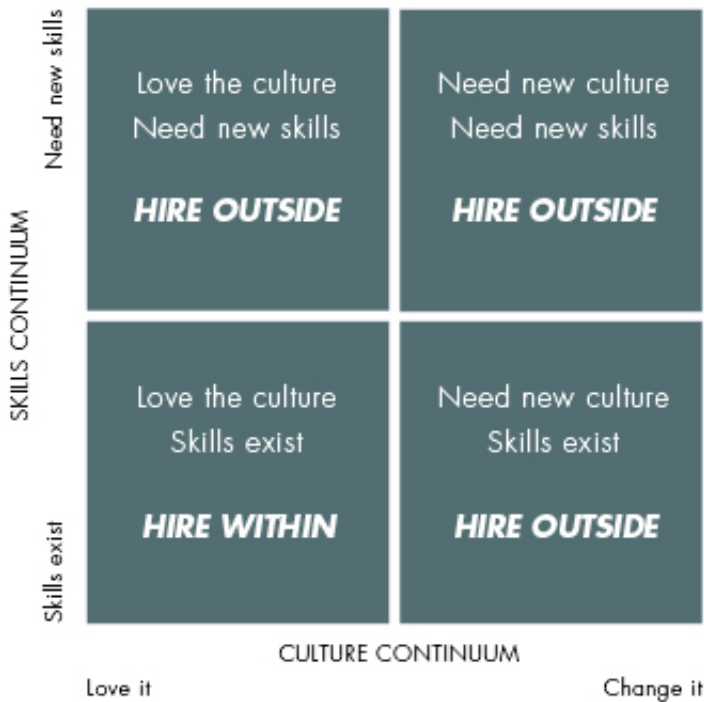 Need new skills
Love the culture
Need new skills
HIRE OUTSIDE
Need new culture
Need new skills
HIRE OUTSIDE
SKILLS CONTINUUM
Love the culture
Skills exist
HIRE WITHIN
Need new culture
Skills exist
HIRE OUTSIDE
Skills exist
CULTURE CONTINUUM
Love it
Change it